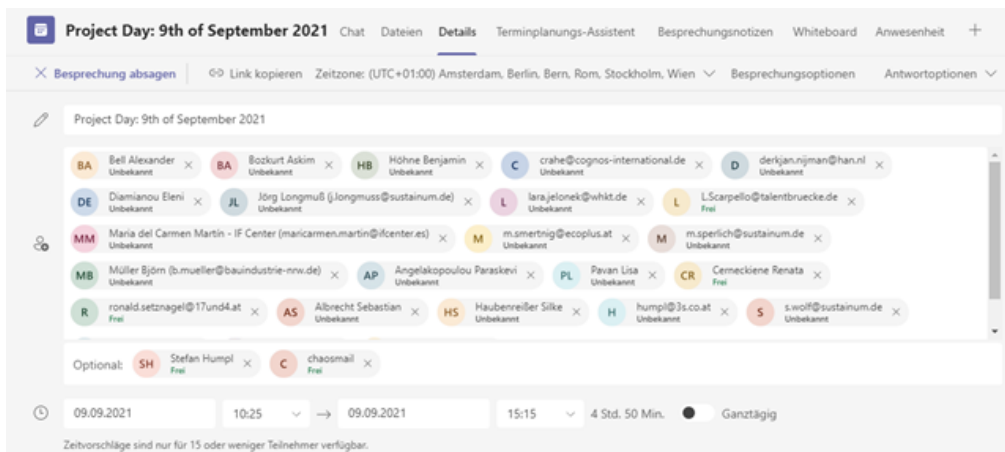 Project Day: 9th of September 2021 Chat Dateien Details Terminplanungs-Assistent Besprechungsnotizen Whiteboard Anwesenheit +
Besprechung absagen Link kopieren Zeitzone: (UTC+01:00) Amsterdam, Berlin, Bern, Rom, Stockholm, Wien Besprechungsoptionen Antwortoptionen
Project Day: 9th of September 2021
BA Bell Alexander BA Bozkurt Askim HB Höhne Benjamin C crahe@cognos-international.de D derkjan.nijman@han.nl
Unbekannt Unbekannt Unbekannt Unbekannt Unbekannt
DE Diamianou Eleni JL Jörg Longmuß (j.longmuss@sustainum.de) L lara.jelonek@whkt.de L L.Scarpello@talentbruecke.de
Unbekannt Unbekannt Unbekannt Frei
MM Maria del Carmen Martín - IF Center (maricarmen.martin@ifcenter.es) M m.smertnig@ecoplus.at M m.sperlich@sustainum.de
Unbekannt Unbekannt Unbekannt
MB Müller Björn (b.mueller@bauindustrie-nrw.de) AP Angelakopoulou Paraskevi PL Pavan Lisa CR Cerneckiene Renata
Unbekannt Unbekannt Unbekannt Frei
R ronald.setznagel@17und4.at AS Albrecht Sebastian HS Haubenreißer Silke H humpl@3s.co.at S s.wolf@sustainum.de
Frei Unbekannt Unbekannt Unbekannt Unbekannt
Optional: SH Stefan Humpl C chaosmail
Frei Frei
09.09.2021 10:25 → 09.09.2021 15:15 4 Std. 50 Min. Ganztägig
Zeitvorschläge sind nur für 15 oder weniger Teilnehmer verfügbar.